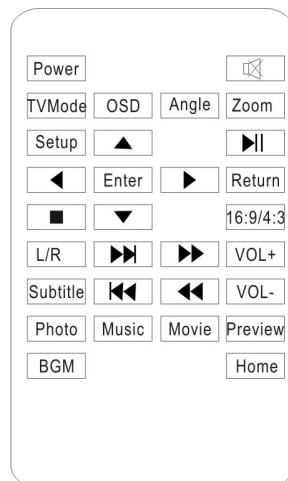 Power
TVMode OSD Angle Zoom
Setup
Enter Return
16:9/4:3
L/R VOL+
Subtitle VOL-
Photo Music Movie Preview
BGM Home